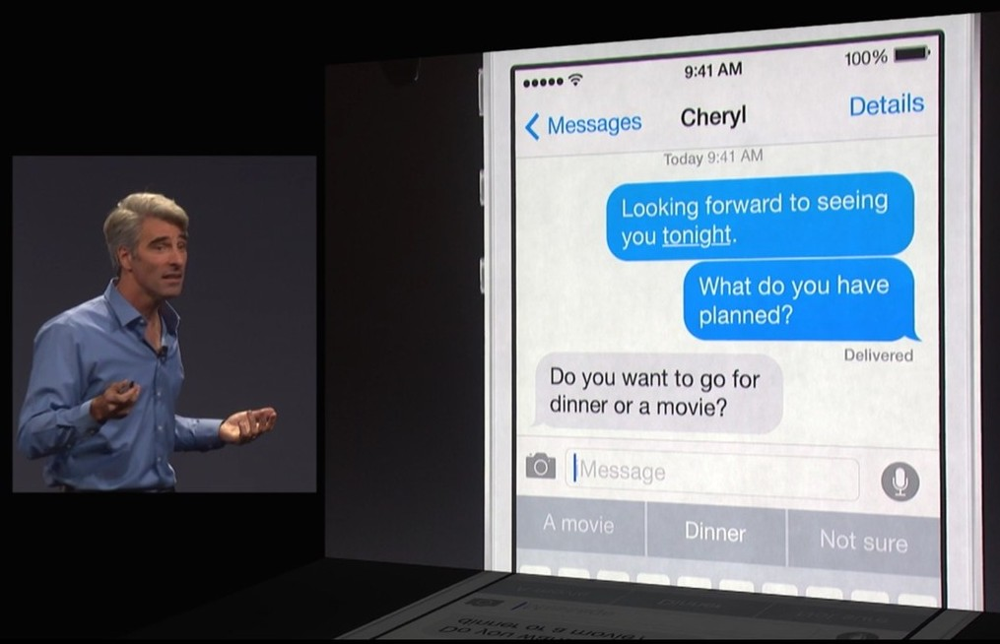 9:41 AM
100%
Messages
Cheryl
Details
Today 9:41 AM
Looking forward to seeing
you tonight.
What do you have
planned?
Delivered
Do you want to go for
dinner or a movie?
Message
A movie
Dinner
Not sure